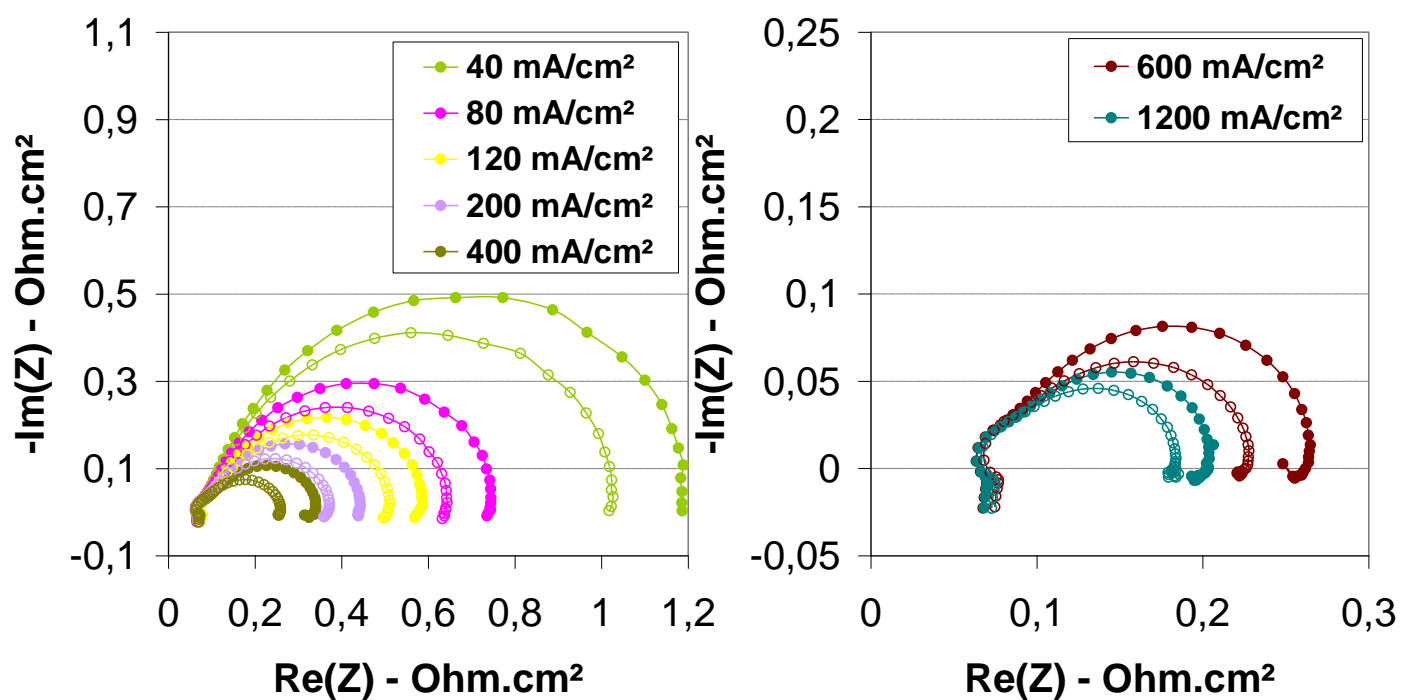 1,1
0,9
0,7
0,5
0,3
0,1
-0,1
-Im(Z) - Ohm.cm²
40 mA/cm²
80 mA/cm²
120 mA/cm²
200 mA/cm²
400 mA/cm²
0 0,2 0,4 0,6 0,8 1 1,2
Re(Z) - Ohm.cm²
0,25
0,2
0,15
0,1
0,05
0
-0,05
-Im(Z) - Ohm.cm²
600 mA/cm²
1200 mA/cm²
0 0,1 0,2 0,3
Re(Z) - Ohm.cm²